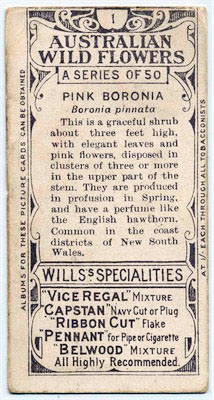 1
AUSTRALIAN
WILD FLOWERS
A SERIES OF 50
PINK BORONIA
Boronia pinnata
This is a graceful shrub
about three feet high,
with elegant leaves and
pink flowers, disposed in
clusters of three or more
in the upper part of the
stem. They are produced
in profusion in Spring,
and have a perfume like
the English hawthorn.
Common in the coast
districts of New South
Wales.
WILLS'S SPECIALITIES
"VICE REGAL" MIXTURE
"CAPSTAN" NAVY CUT or PLUG
"RIBBON CUT" Flake
"PENNANT" for Pipe or Cigarette
"BELWOOD" MIXTURE
All Highly Recommended.
ALBUMS FOR THESE PICTURE CARDS CAN BE OBTAINED
AT 1/- EACH THROUGH ALL TOBACCONISTS